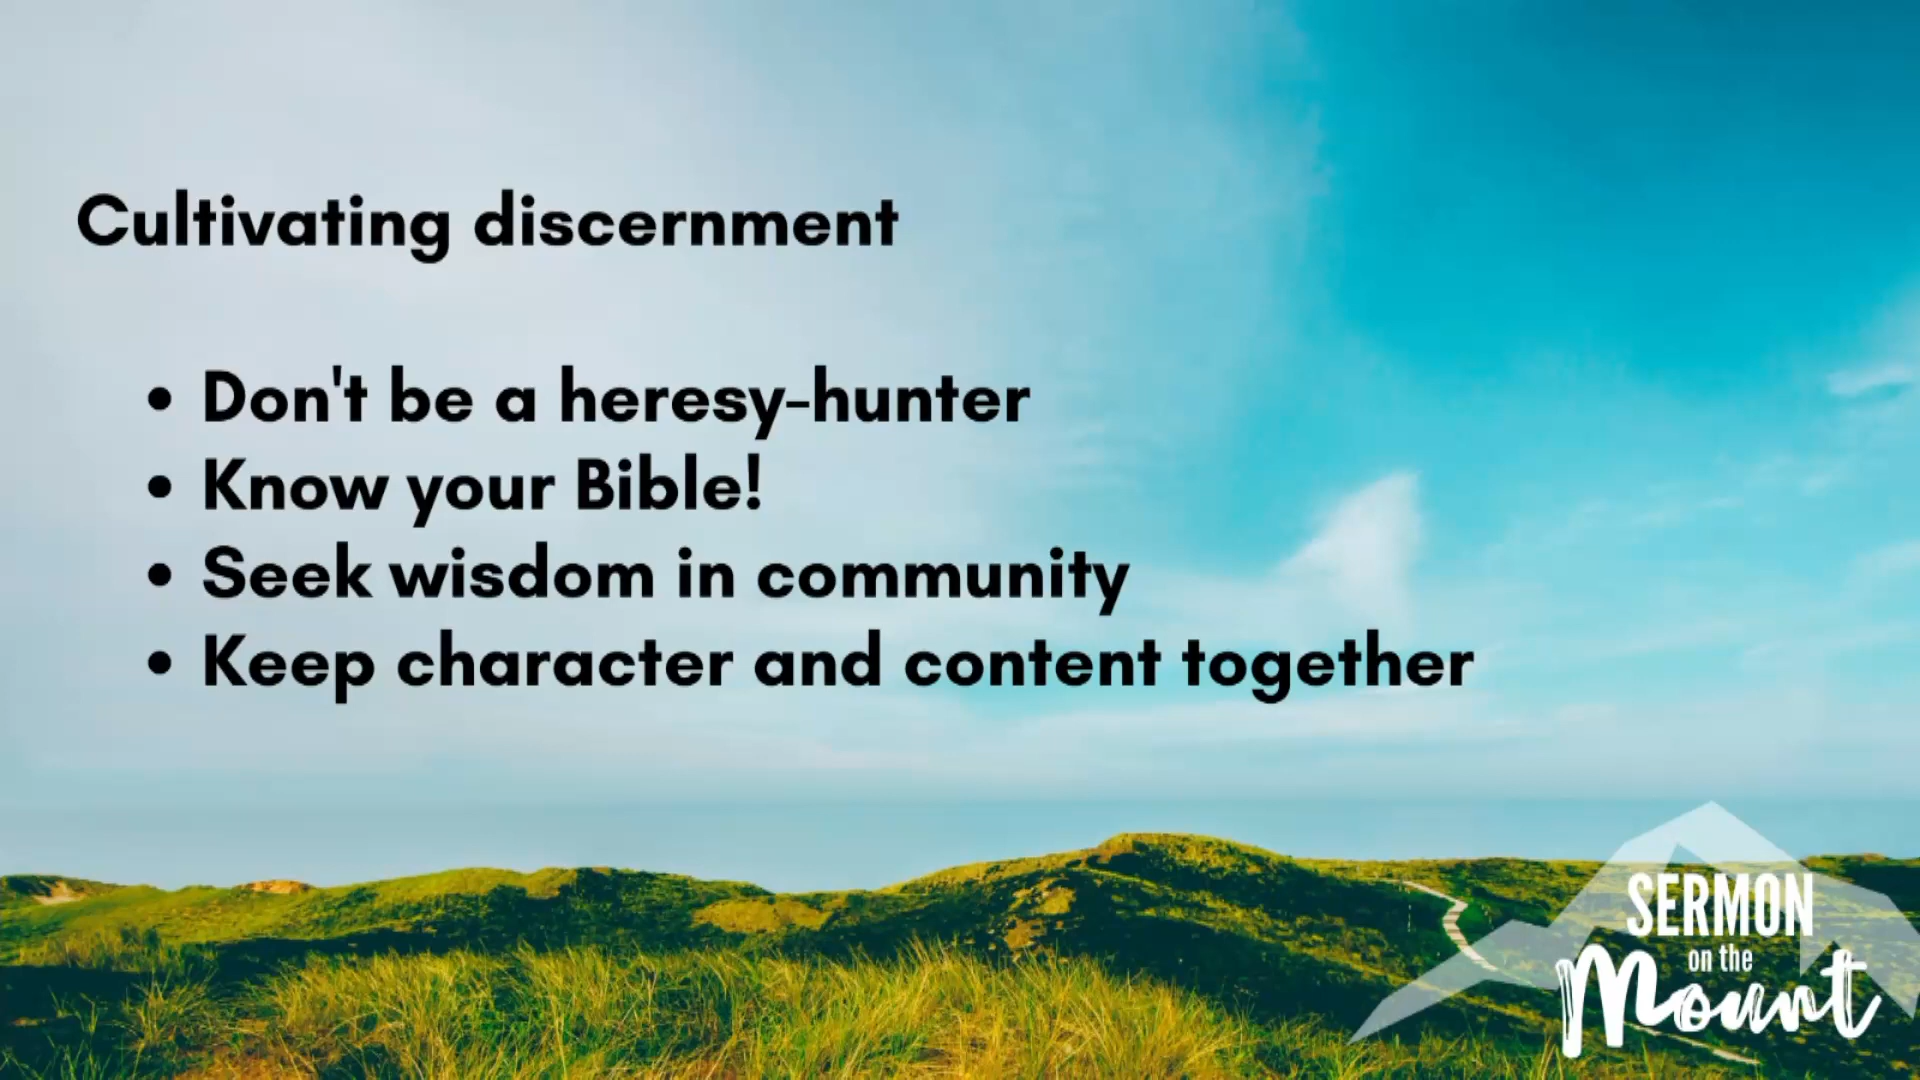 Cultivating discernment
• Don't be a heresy-hunter
• Know your Bible!
• Seek wisdom in community
• Keep character and content together
SERMON
on the
Mount